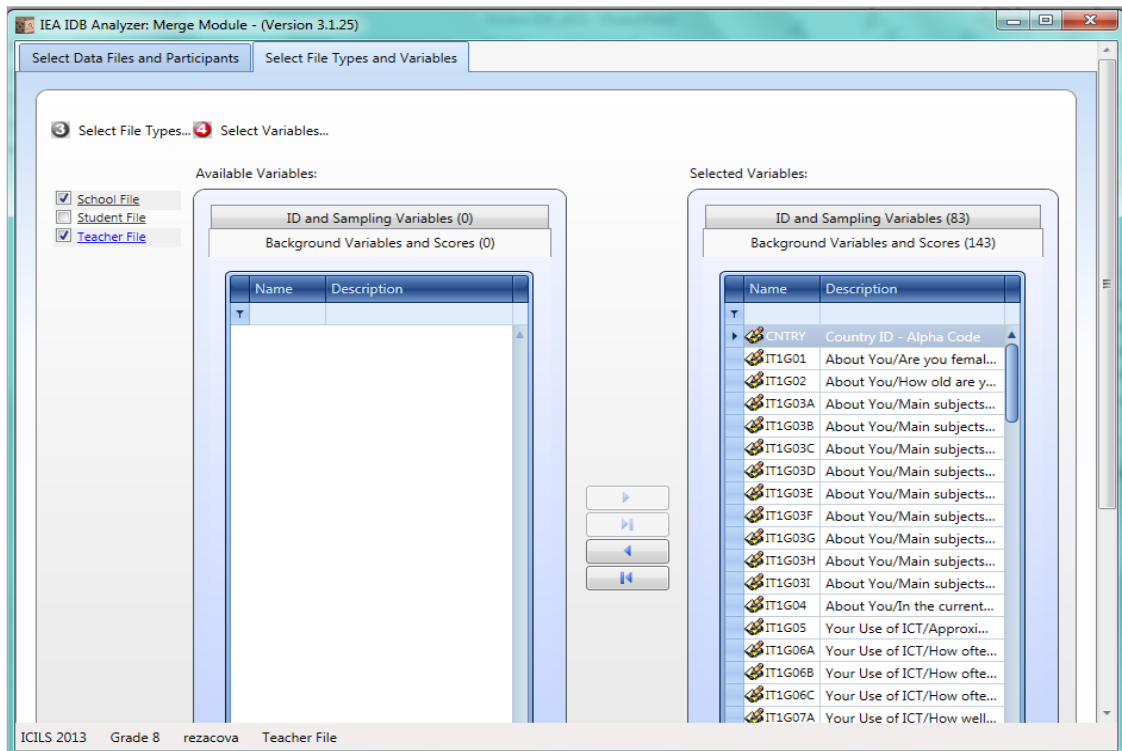 IEA IDB Analyzer: Merge Module - (Version 3.1.25)
Select Data Files and Participants Select File Types and Variables
3 Select File Types... 4 Select Variables...
Available Variables: Selected Variables:
School File
Student File
Teacher File
ID and Sampling Variables (0)
Background Variables and Scores (0)
Name Description
ID and Sampling Variables (83)
Background Variables and Scores (143)
Name Description
CNTRY Country ID - Alpha Code
IT1G01 About You/Are you femal...
IT1G02 About You/How old are y...
IT1G03A About You/Main subjects...
IT1G03B About You/Main subjects...
IT1G03C About You/Main subjects...
IT1G03D About You/Main subjects...
IT1G03E About You/Main subjects...
IT1G03F About You/Main subjects...
IT1G03G About You/Main subjects...
IT1G03H About You/Main subjects...
IT1G03I About You/Main subjects...
IT1G04 About You/In the current...
IT1G05 Your Use of ICT/Approxi...
IT1G06A Your Use of ICT/How ofte...
IT1G06B Your Use of ICT/How ofte...
IT1G06C Your Use of ICT/How ofte...
IT1G07A Your Use of ICT/How well...
ICILS 2013 Grade 8 rezacova Teacher File